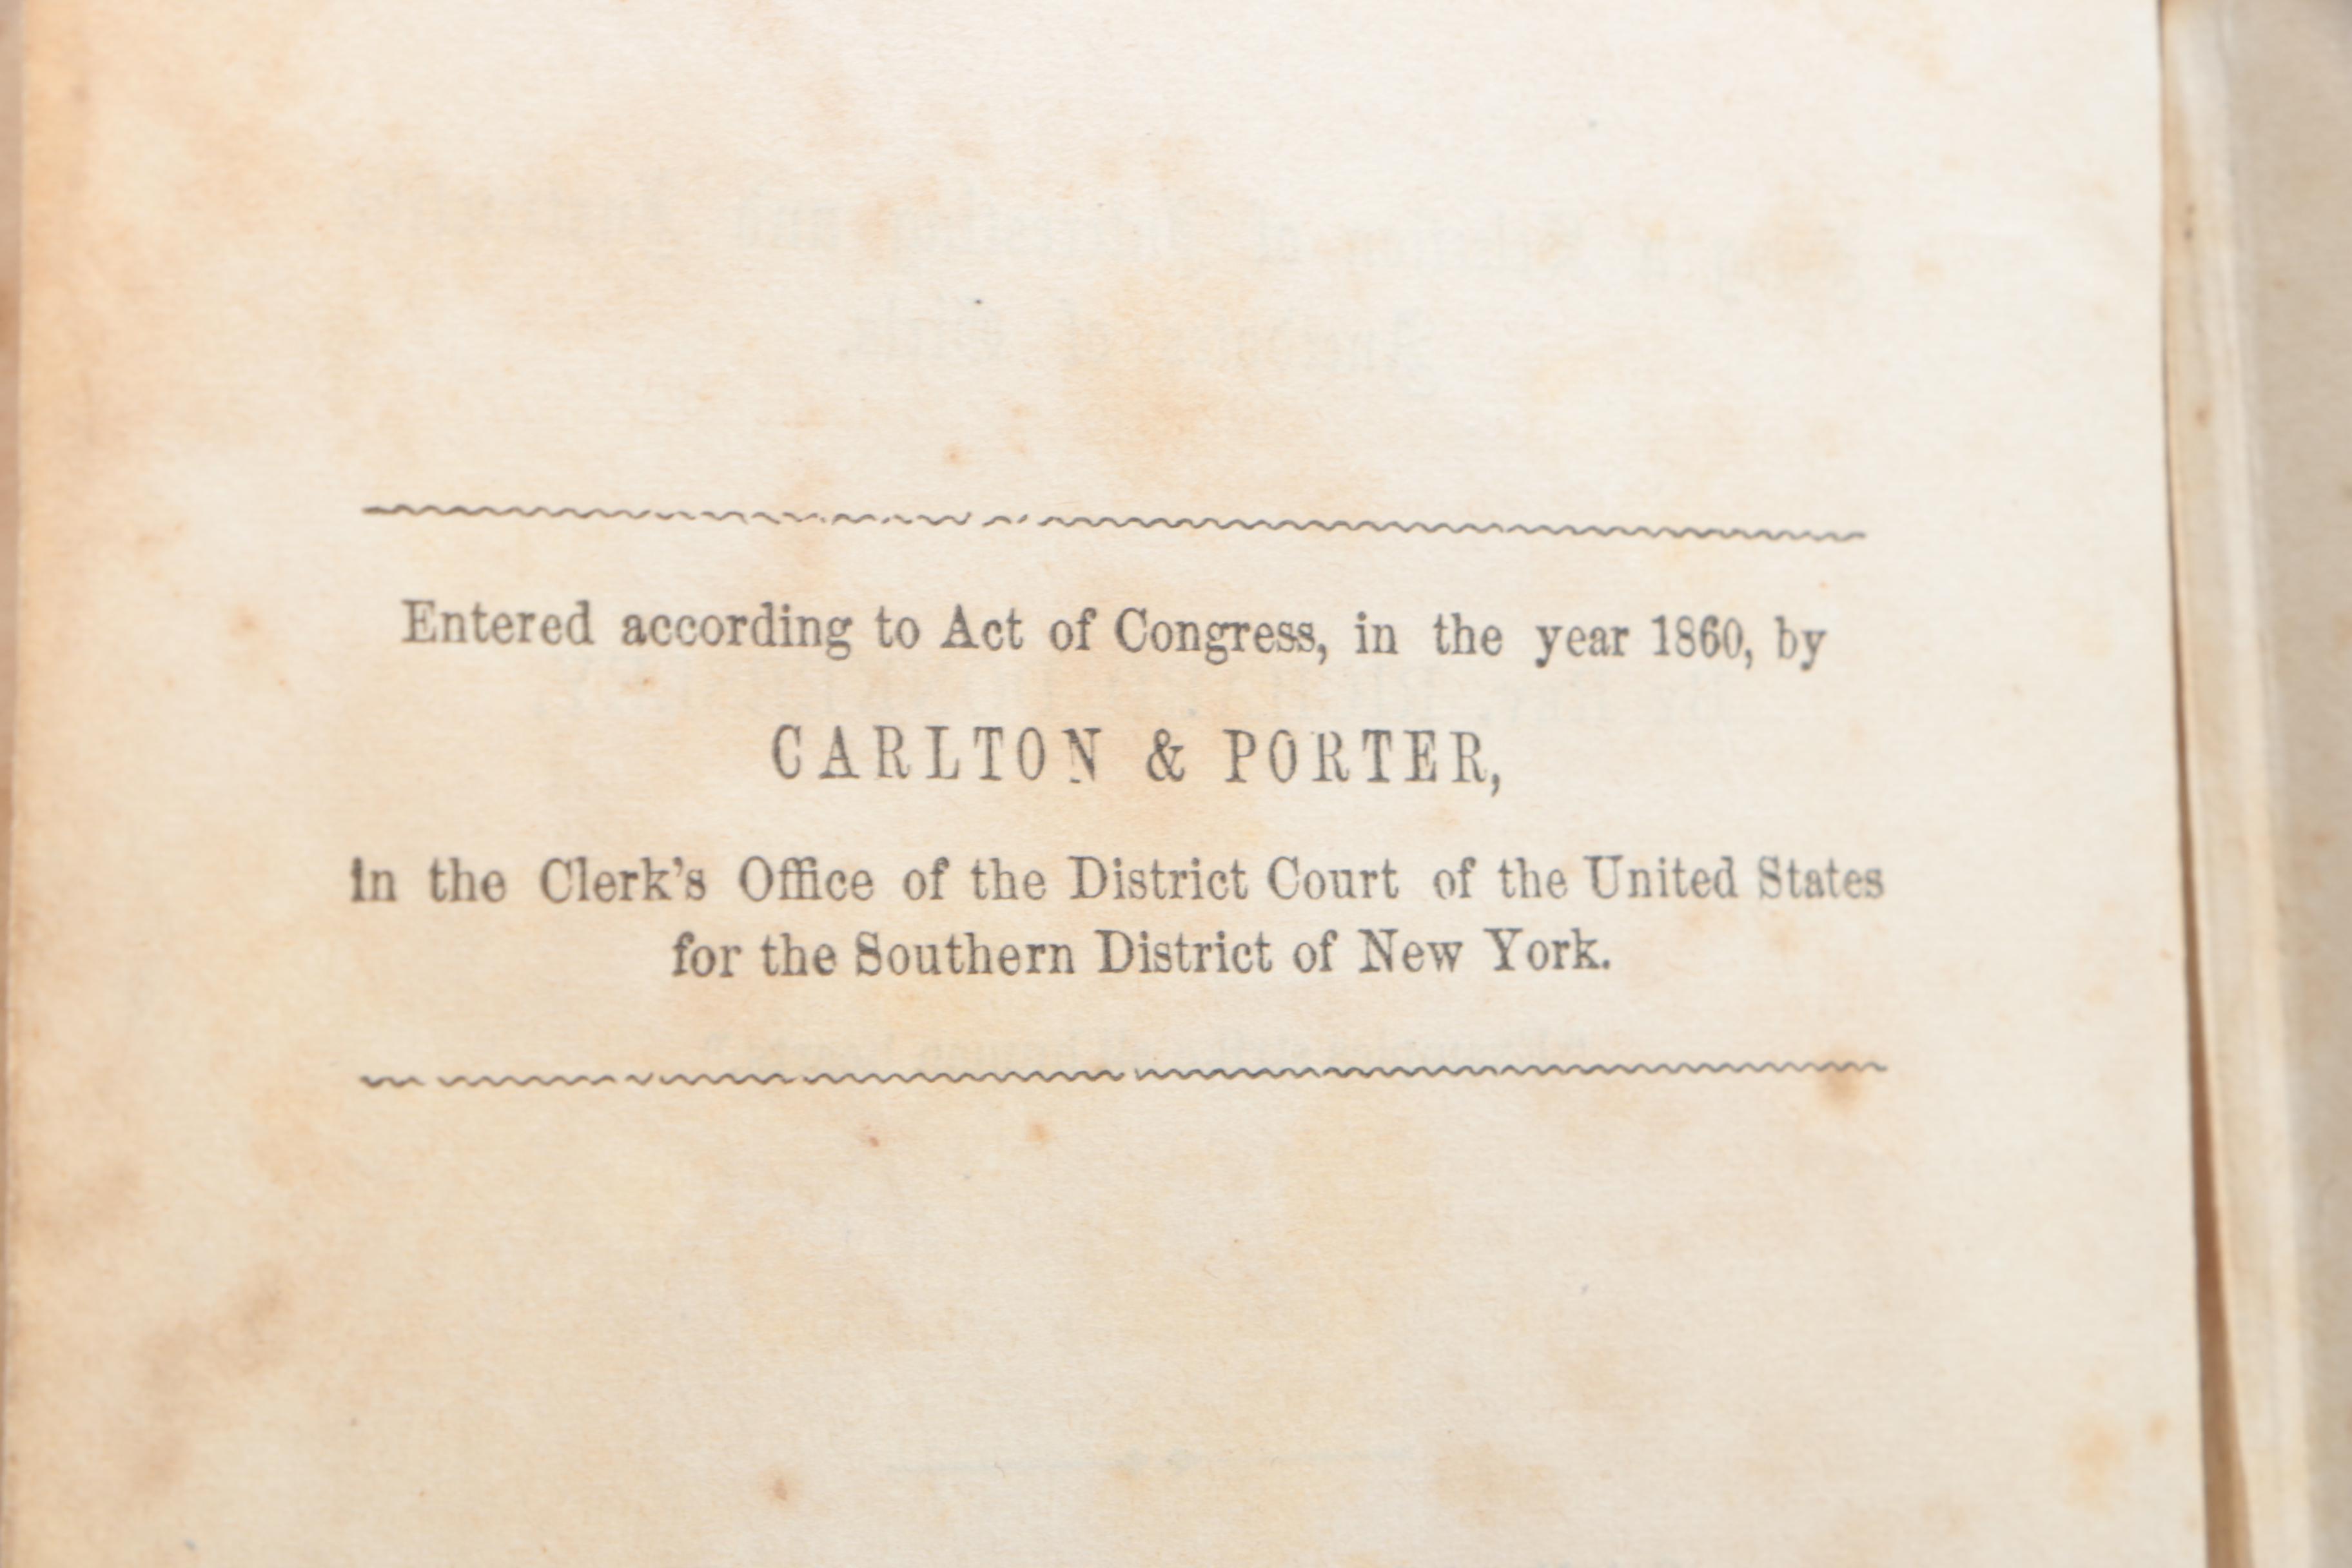 Entered according to Act of Congress, in the year 1860, by
CARLTON & PORTER,
in the Clerk's Office of the District Court of the United States
for the Southern District of New York.